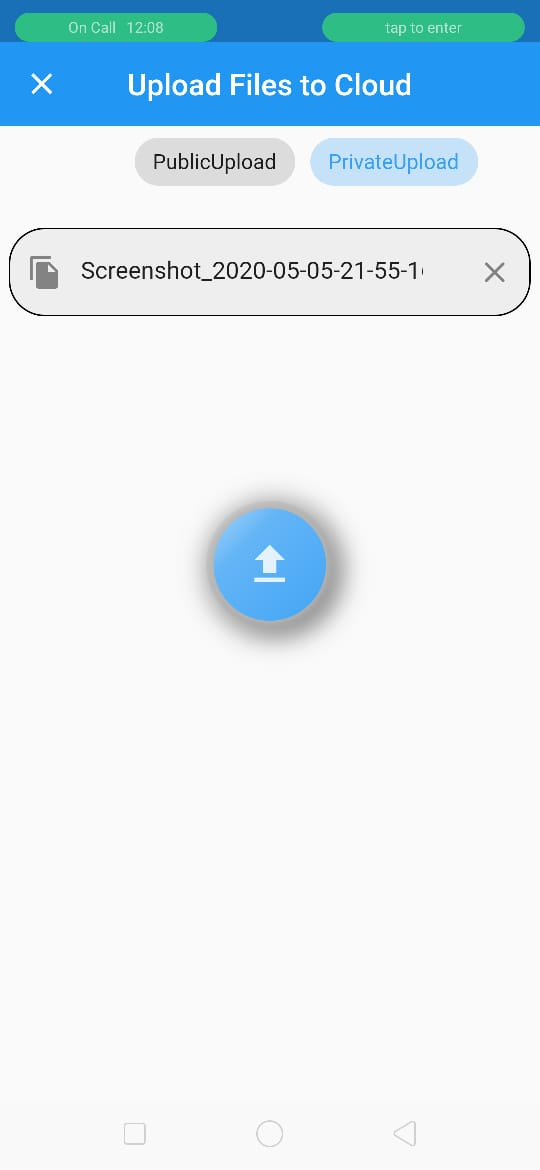 On Call 12:08
tap to enter
Upload Files to Cloud
PublicUpload
PrivateUpload
Screenshot_2020-05-05-21-55-1